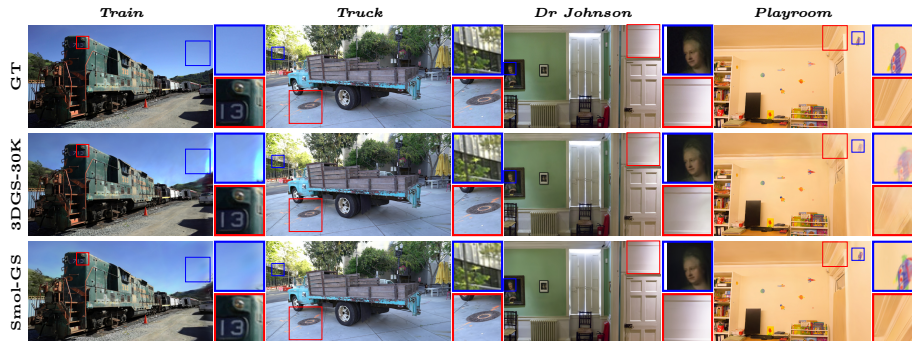 Train Truck Dr Johnson Playroom
GT
13
3DGS-30K
13
Smol-GS
13